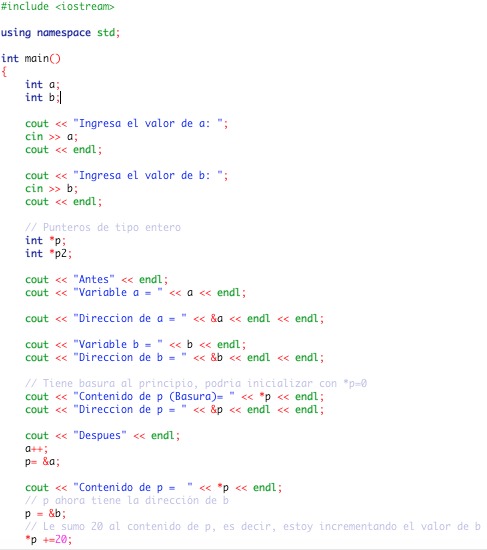 #include <iostream>
using namespace std;
int main()
{
int a;
int b;
cout << "Ingresa el valor de a: ";
cin >> a;
cout << endl;
cout << "Ingresa el valor de b: ";
cin >> b;
cout << endl;
// Punteros de tipo entero
int *p;
int *p2;
cout << "Antes" << endl;
cout << "Variable a = " << a << endl;
cout << "Direccion de a = " << &a << endl << endl;
cout << "Variable b = " << b << endl;
cout << "Direccion de b = " << &b << endl << endl;
// Tiene basura al principio, podria inicializar con *p=0
cout << "Contenido de p (Basura)= " << *p << endl;
cout << "Direccion de p = " << &p << endl << endl;
cout << "Despues" << endl;
a++;
p= &a;
cout << "Contenido de p =  " << *p << endl;
// p ahora tiene la dirección de b
p = &b;
// Le sumo 20 al contenido de p, es decir, estoy incrementando el valor de b
*p +=20;